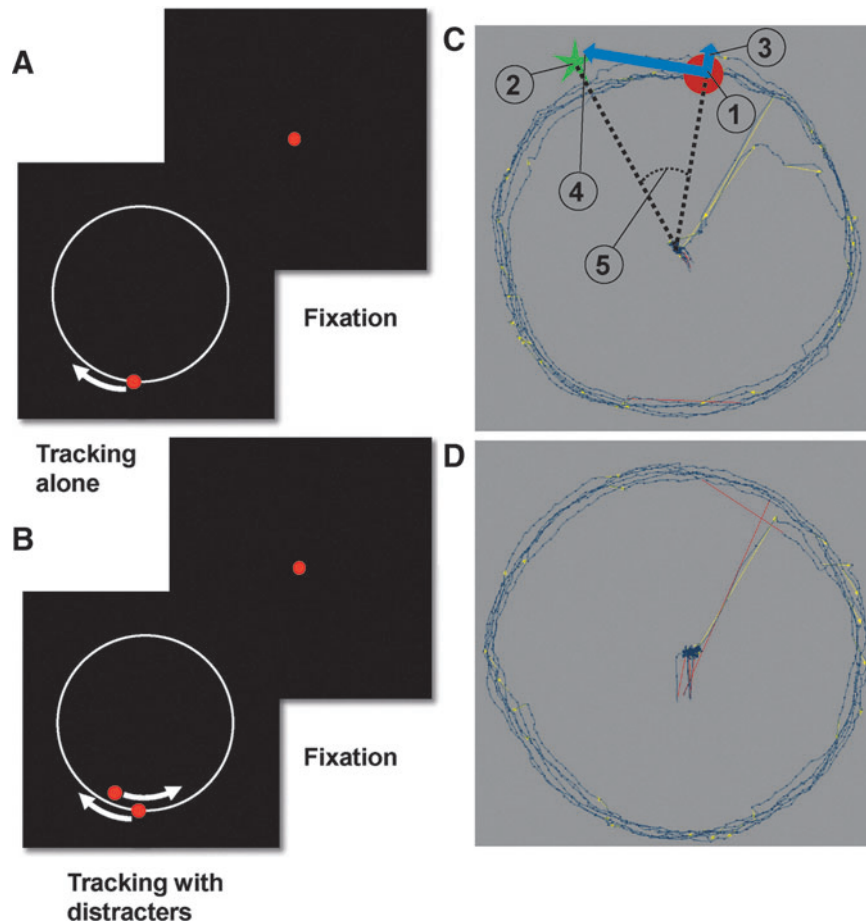 A
Fixation
Tracking
alone
B
Fixation
Tracking with
distracters
C
1
2
3
4
5
D